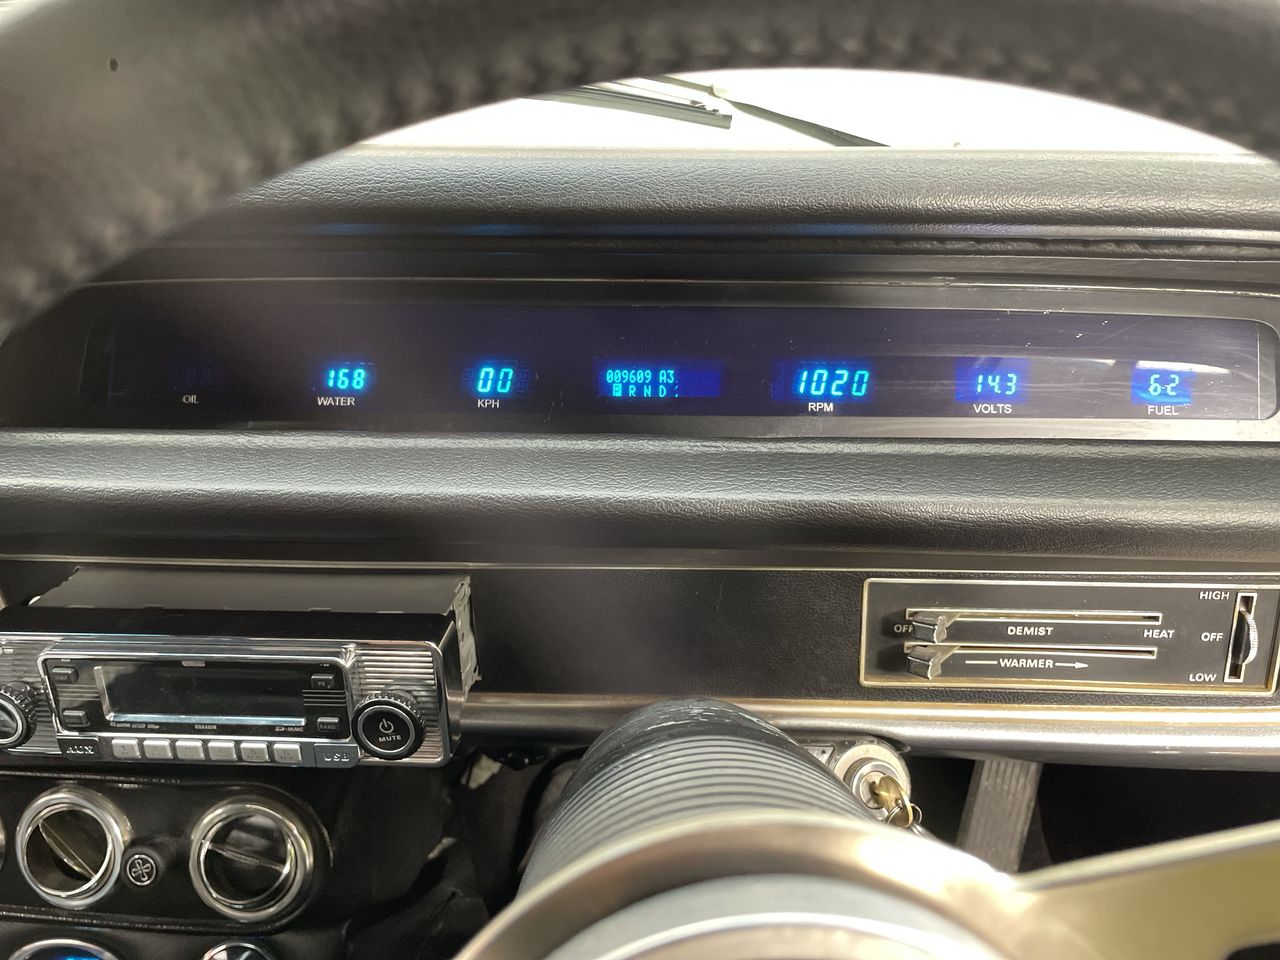 168
00
009609 A3
1020
14.3
62
P R N D
OIL
WATER
KPH
RPM
VOLTS
FUEL
HIGH
OFF
DEMIST
HEAT
OFF
WARMER
LOW
MUTE
AUX
USB